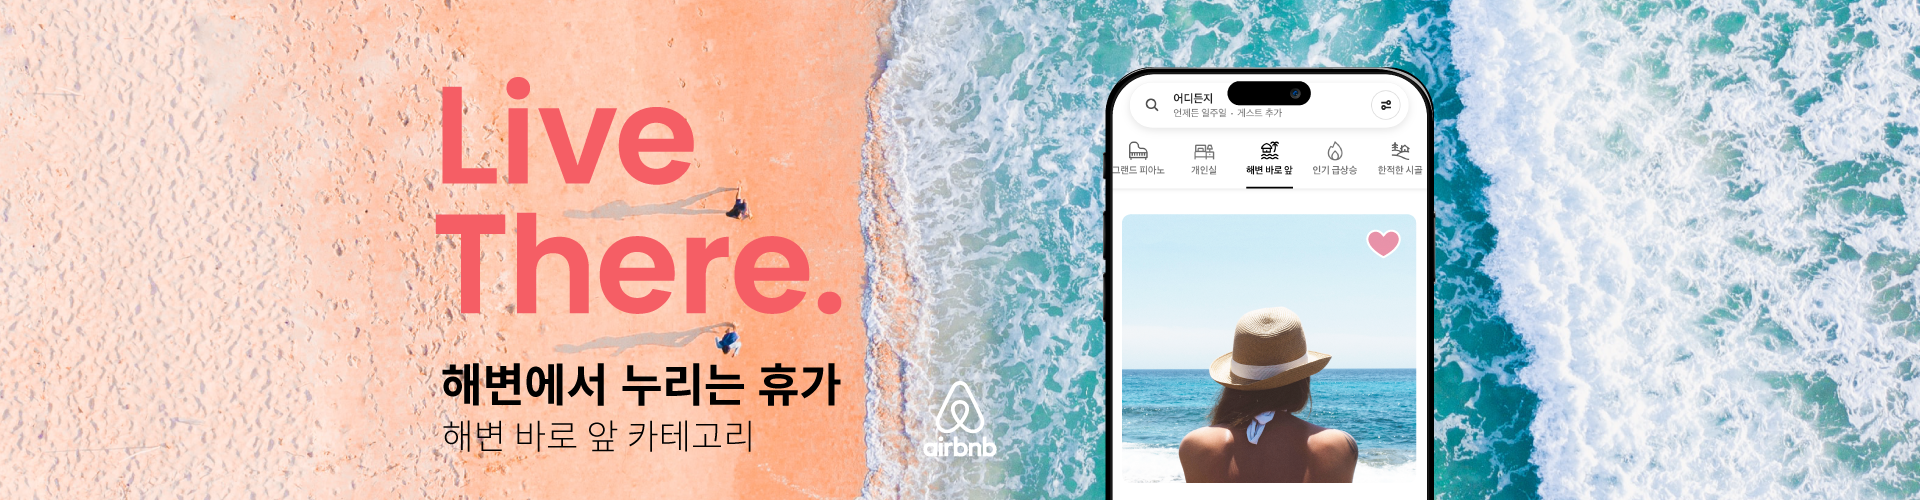 Live
There.
해변에서 누리는 휴가
해변 바로 앞 카테고리
airbnb
어디든지
언제든 일주일 · 게스트 추가
그랜드 피아노
개인실
해변 바로 앞
인기 급상승
한적한 시골